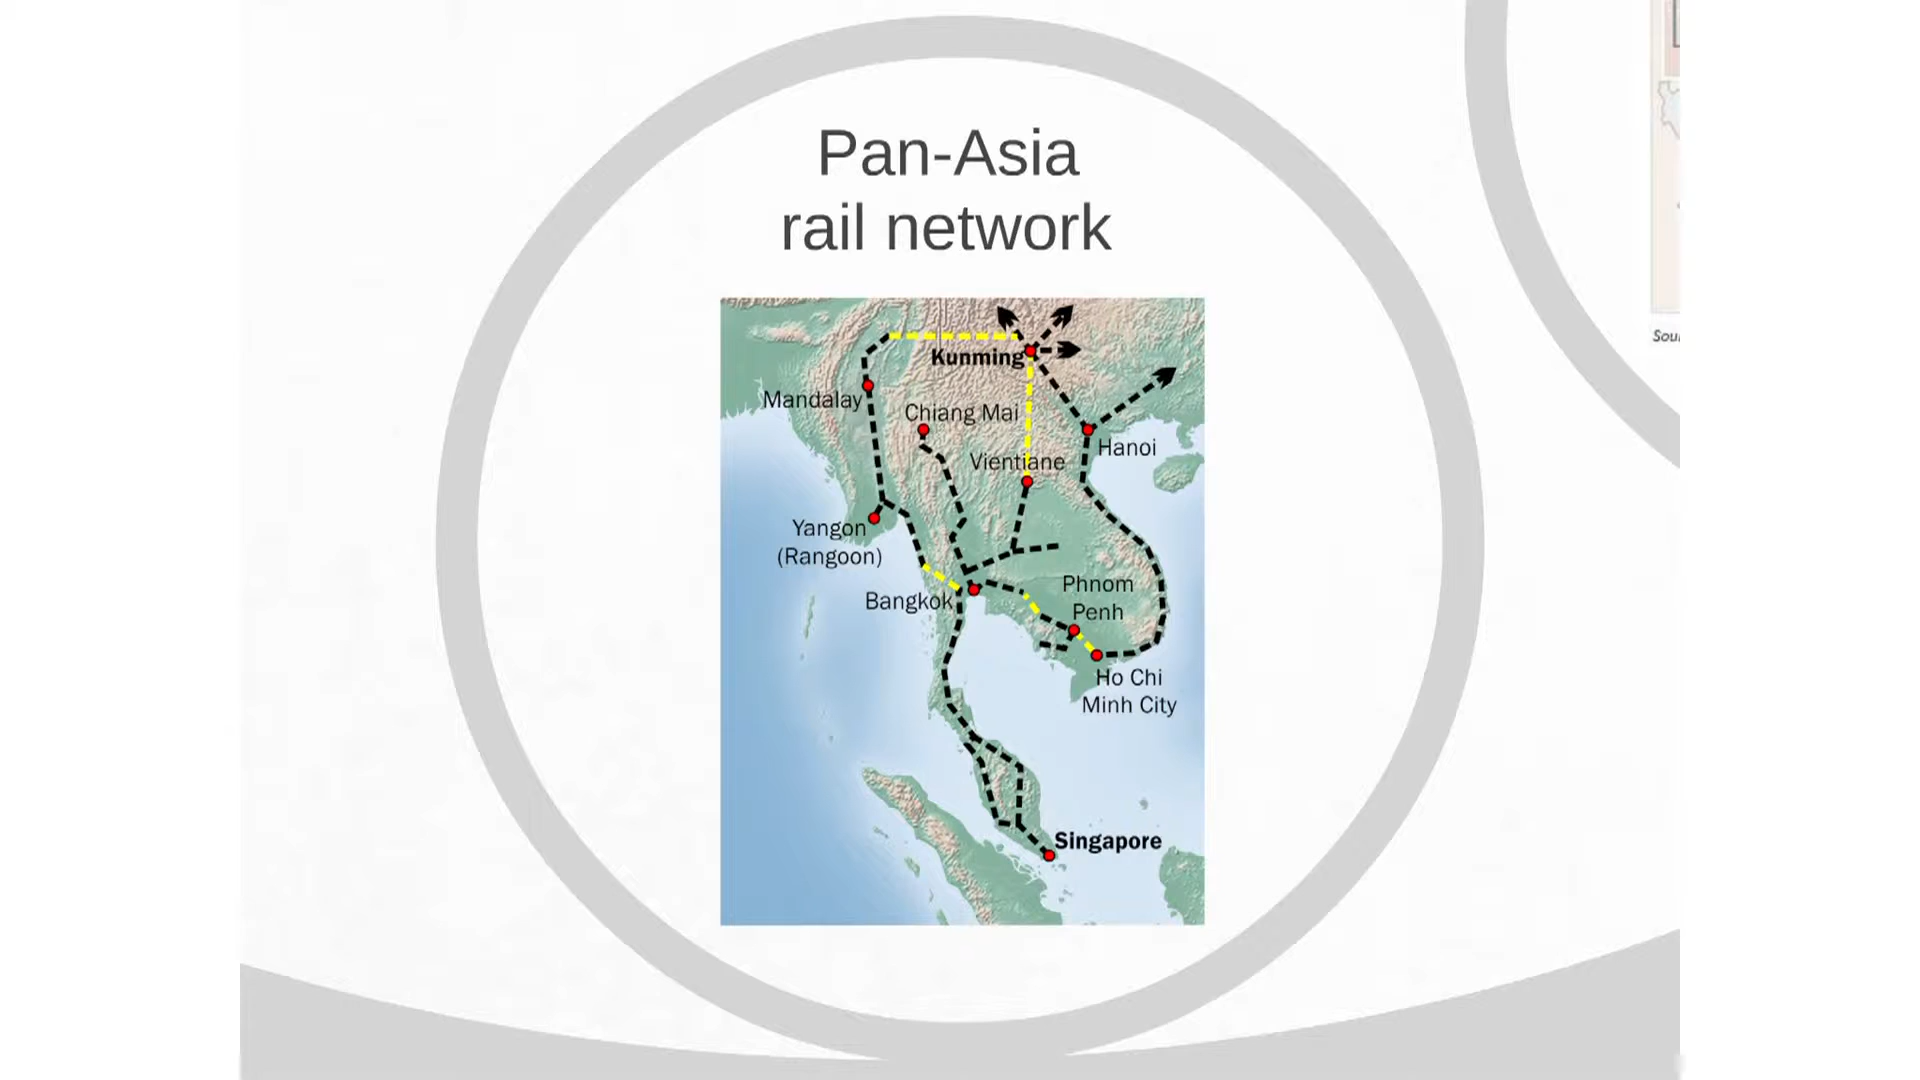 Pan-Asia
rail network
Kunming
Mandalay
Chiang Mai
Hanoi
Vientiane
Yangon
(Rangoon)
Phnom
Penh
Bangkok
Ho Chi
Minh City
Singapore